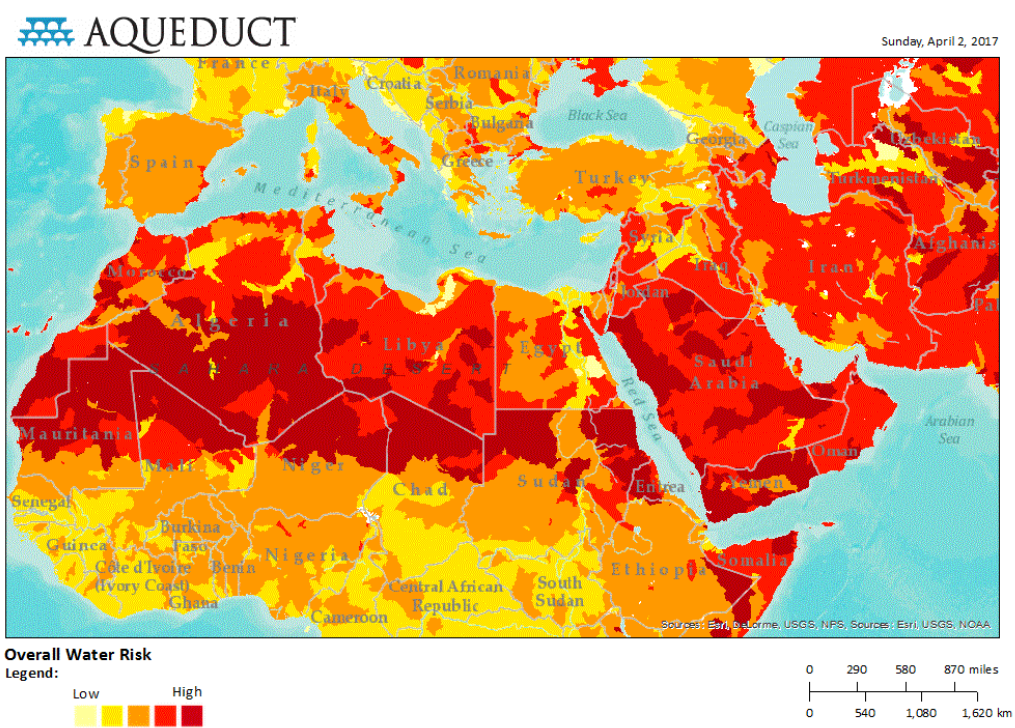 AQUEDUCT
Sunday, April 2, 2017
France
Italy
Croatia
Romania
Serbia
Bulgaria
Black Sea
Georgia
Caspian
Sea
Uzbekistan
Turkmenistan
Spain
Greece
Turkey
Mediterranean Sea
Syria
Iraq
Iran
Afghanis
Jordan
Pak
Morocco
Algeria
Libya
Egypt
Saudi
Arabia
SAHARA DESERT
Red Sea
Arabian
Sea
Mauritania
Mali
Niger
Chad
Sudan
Eritrea
Yemen
Oman
Senegal
Guinea
Burkina
Faso
Côte d'Ivoire
(Ivory Coast)
Benin
Ghana
Nigeria
Cameroon
Central African
Republic
South
Sudan
Ethiopia
Somalia
Sources: Esri, DeLorme, USGS, NPS, Sources: Esri, USGS, NOAA
Overall Water Risk
Legend:
Low High
0 290 580 870 miles
0 540 1,080 1,620 km